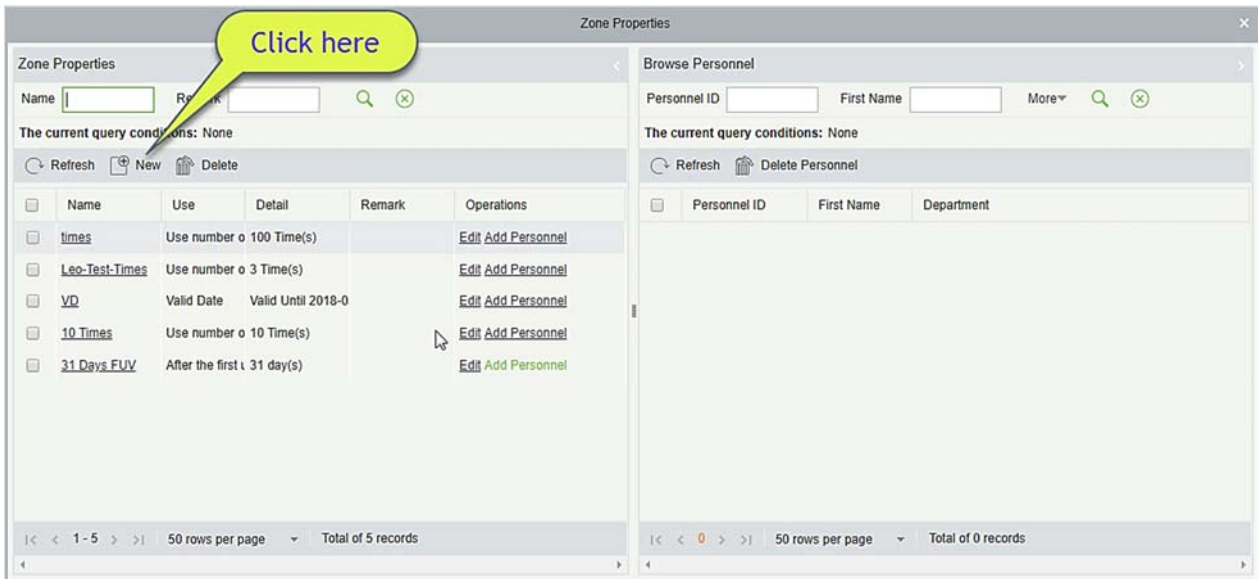 Zone Properties
Click here
Zone Properties
Name Remark
The current query conditions: None
Refresh New Delete
Name Use Detail Remark Operations
times Use number o 100 Time(s) Edit Add Personnel
Leo-Test-Times Use number o 3 Time(s) Edit Add Personnel
VD Valid Date Valid Until 2018-0 Edit Add Personnel
10 Times Use number o 10 Time(s) Edit Add Personnel
31 Days FUV After the first u 31 day(s) Edit Add Personnel
1 - 5 50 rows per page Total of 5 records
Browse Personnel
Personnel ID First Name More
The current query conditions: None
Refresh Delete Personnel
Personnel ID First Name Department
0 50 rows per page Total of 0 records